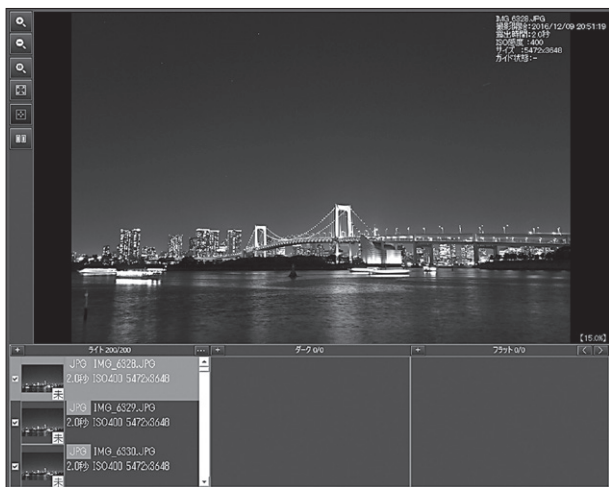 IMG_6328.JPG
撮影開始:2016/12/09 20:51:19
露出時間:2.0秒
ISO感度 :400
サイズ :5472x3648
ガイド状態:-
[15.0%]
+ ライト 200/200 ... + ダーク 0/0 + フラット 0/0 < >
JPG IMG_6328.JPG
2.0秒 ISO400 5472x3648
未
JPG IMG_6329.JPG
2.0秒 ISO400 5472x3648
未
JPG IMG_6330.JPG
2.0秒 ISO400 5472x3648
未